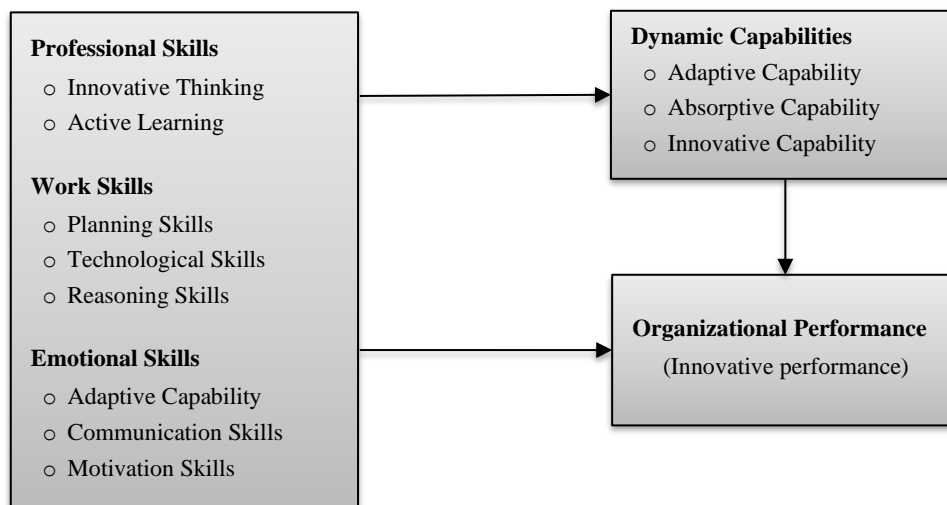 Professional Skills
o Innovative Thinking
o Active Learning
Work Skills
o Planning Skills
o Technological Skills
o Reasoning Skills
Emotional Skills
o Adaptive Capability
o Communication Skills
o Motivation Skills
Dynamic Capabilities
o Adaptive Capability
o Absorptive Capability
o Innovative Capability
Organizational Performance
(Innovative performance)